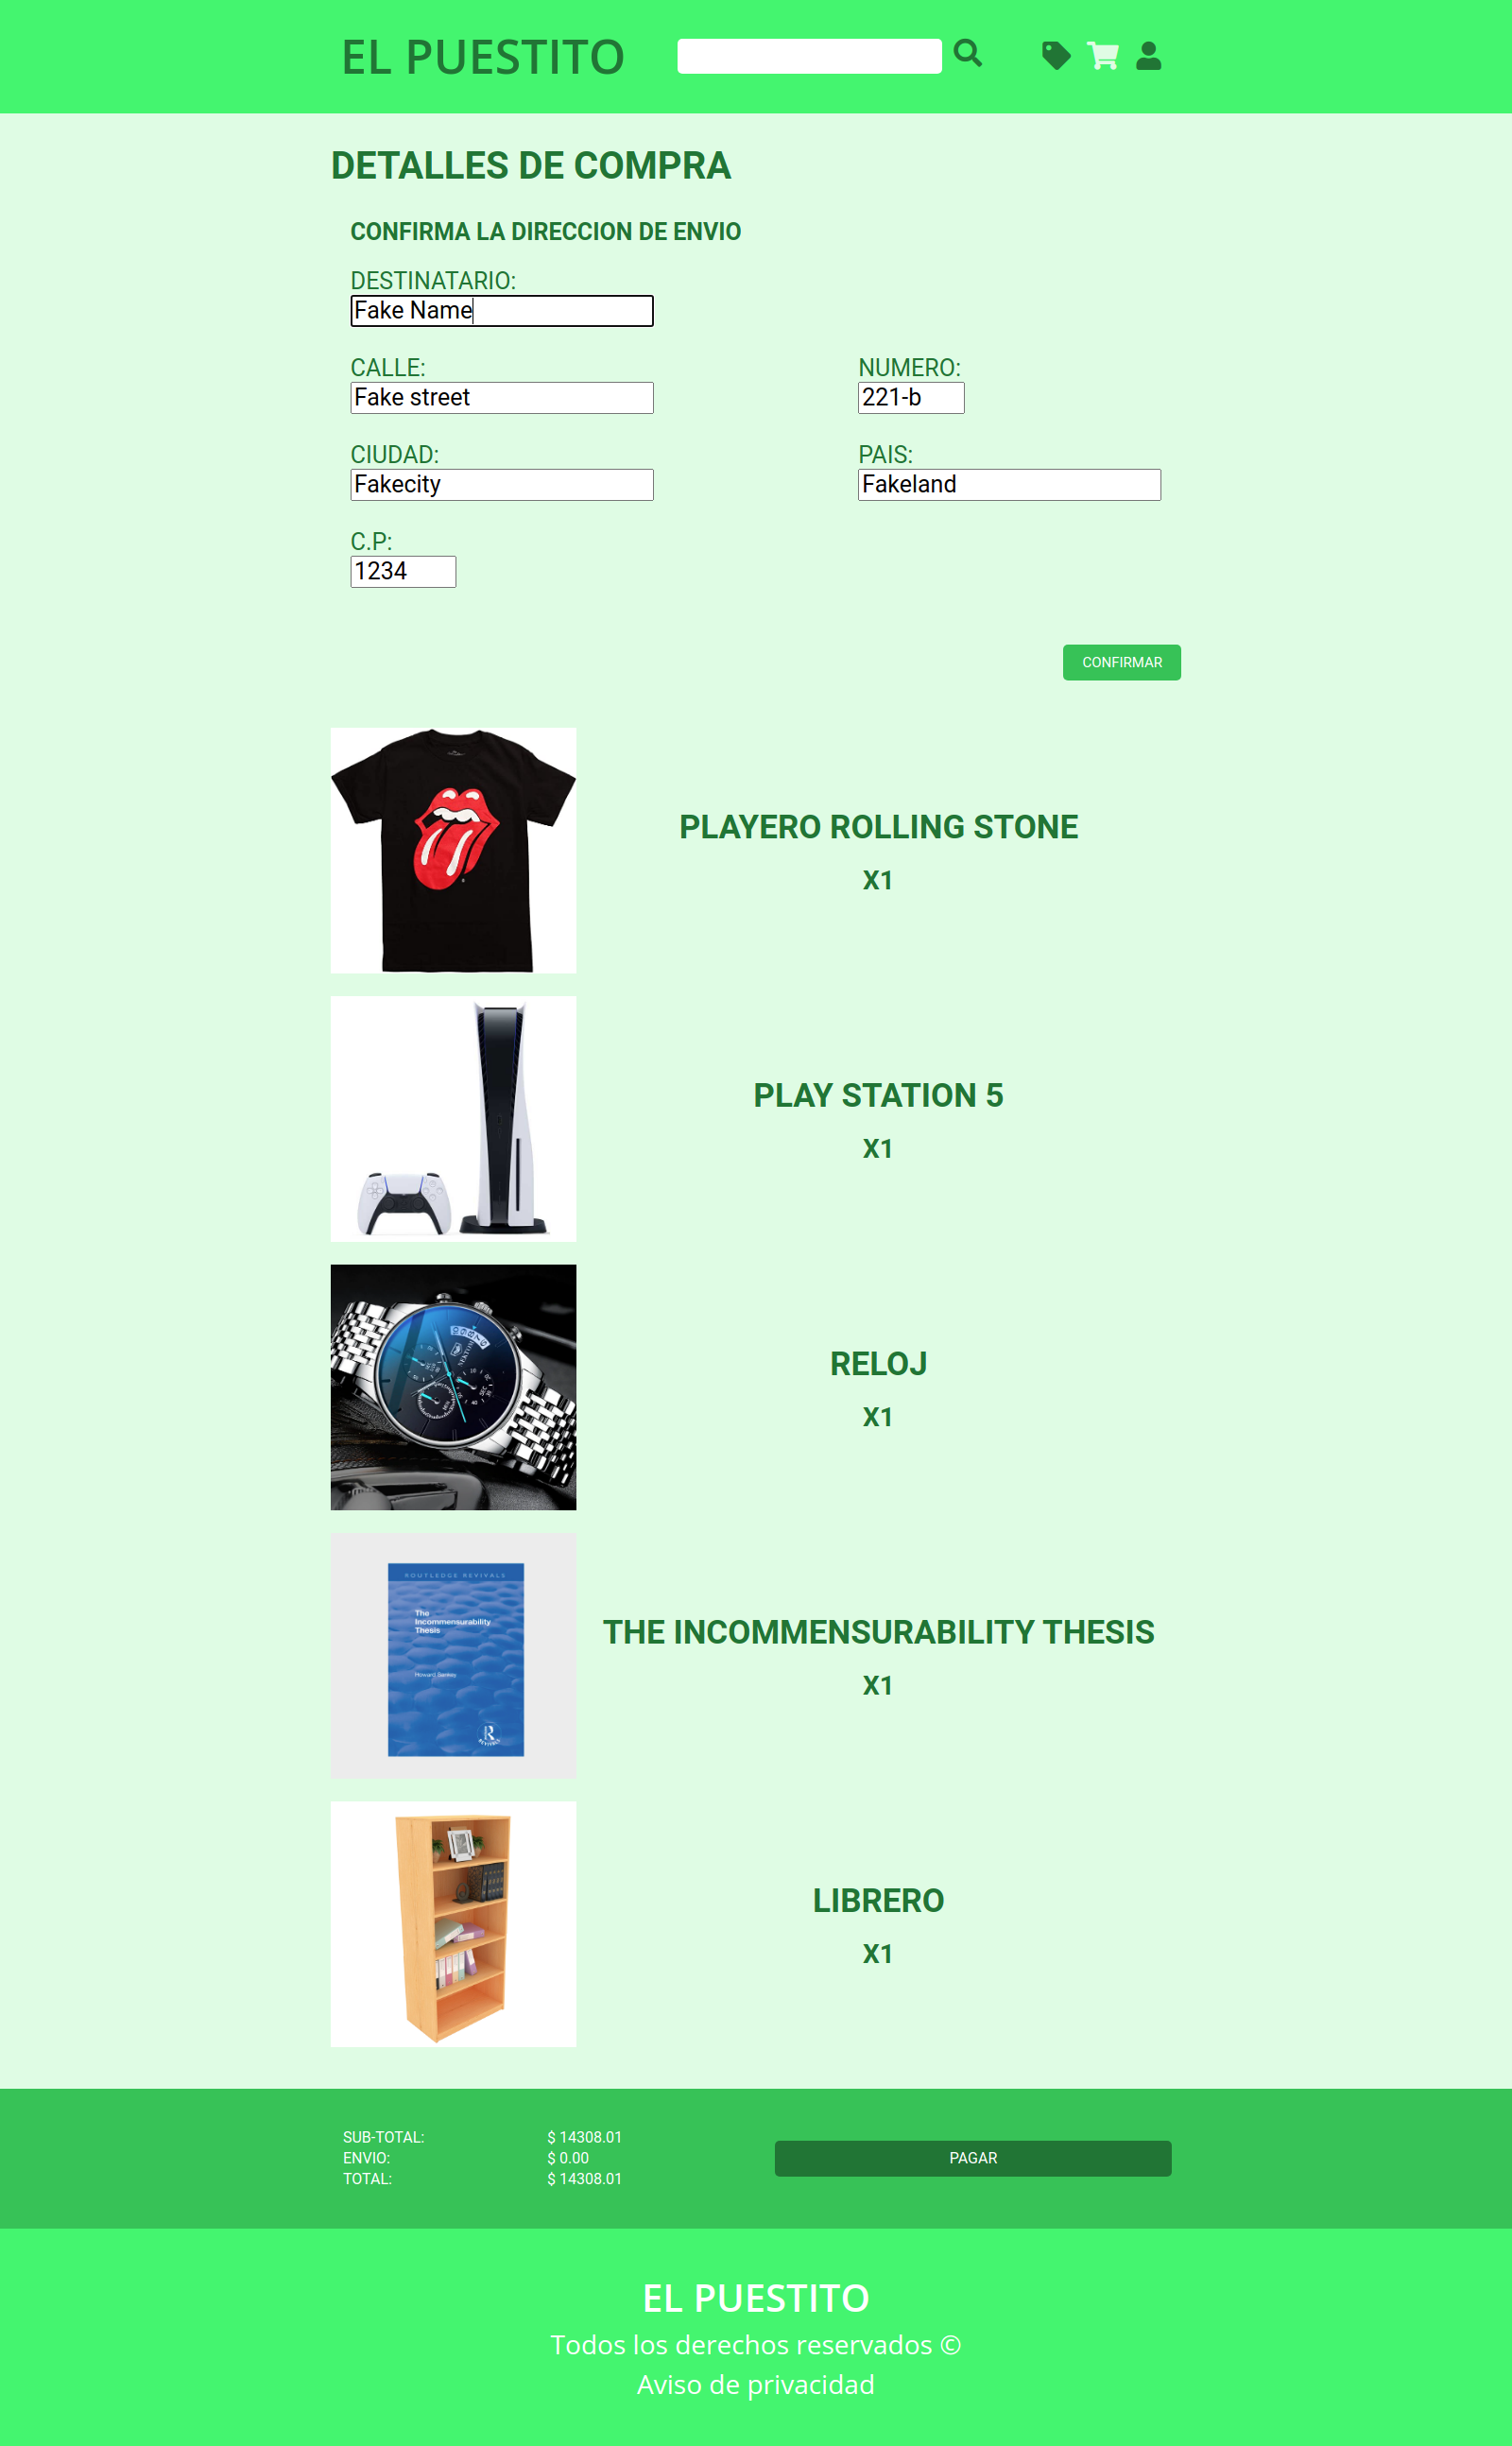 EL PUESTITO
DETALLES DE COMPRA
CONFIRMA LA DIRECCION DE ENVIO
DESTINATARIO:
Fake Name
CALLE:
Fake street
NUMERO:
221-b
CIUDAD:
Fakecity
PAIS:
Fakeland
C.P:
1234
CONFIRMAR
PLAYERO ROLLING STONE
X1
PLAY STATION 5
X1
RELOJ
X1
ROUTLEDGE REVIVALS
The
Incommensurability
Thesis
Howard Sankey
THE INCOMMENSURABILITY THESIS
X1
LIBRERO
X1
SUB-TOTAL: $ 14308.01
ENVIO: $ 0.00
TOTAL: $ 14308.01
PAGAR
EL PUESTITO
Todos los derechos reservados ©
Aviso de privacidad